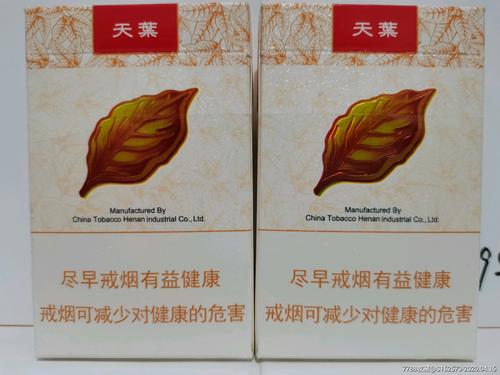 天葉
Manufactured By
China Tobacco Henan Industrial Co., Ltd.
尽早戒烟有益健康
戒烟可减少对健康的危害
天葉
Manufactured By
China Tobacco Henan Industrial Co., Ltd.
尽早戒烟有益健康
戒烟可减少对健康的危害